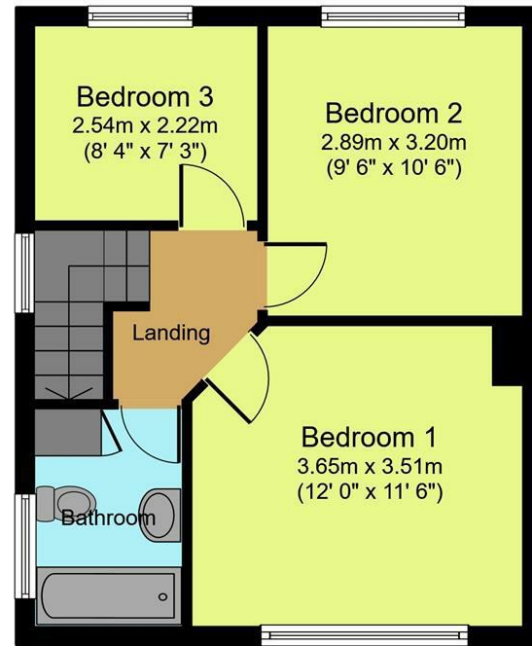 Bedroom 3
2.54m x 2.22m
(8' 4" x 7' 3")
Bedroom 2
2.89m x 3.20m
(9' 6" x 10' 6")
Landing
Bedroom 1
3.65m x 3.51m
(12' 0" x 11' 6")
Bathroom